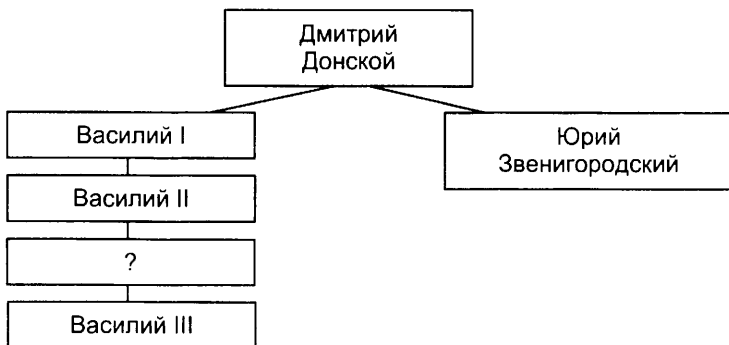 Дмитрий
Донской
Василий I
Юрий
Звенигородский
Василий II
?
Василий III